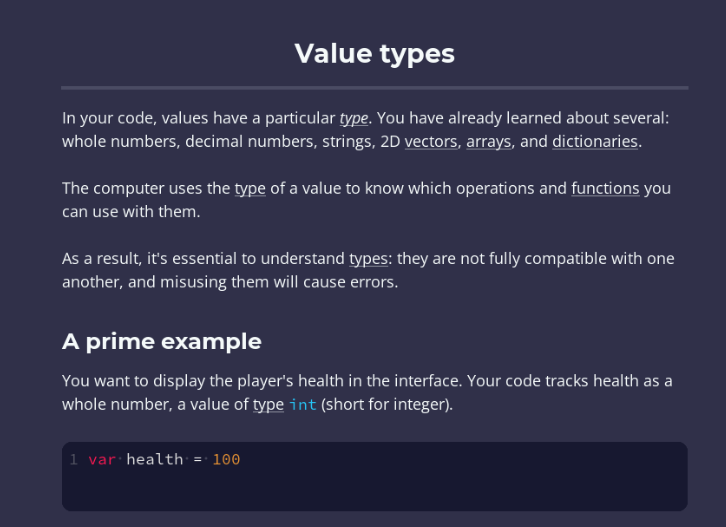 Value types
In your code, values have a particular type. You have already learned about several:
whole numbers, decimal numbers, strings, 2D vectors, arrays, and dictionaries.
The computer uses the type of a value to know which operations and functions you
can use with them.
As a result, it's essential to understand types: they are not fully compatible with one
another, and misusing them will cause errors.
A prime example
You want to display the player's health in the interface. Your code tracks health as a
whole number, a value of type int (short for integer).
1 var health = 100